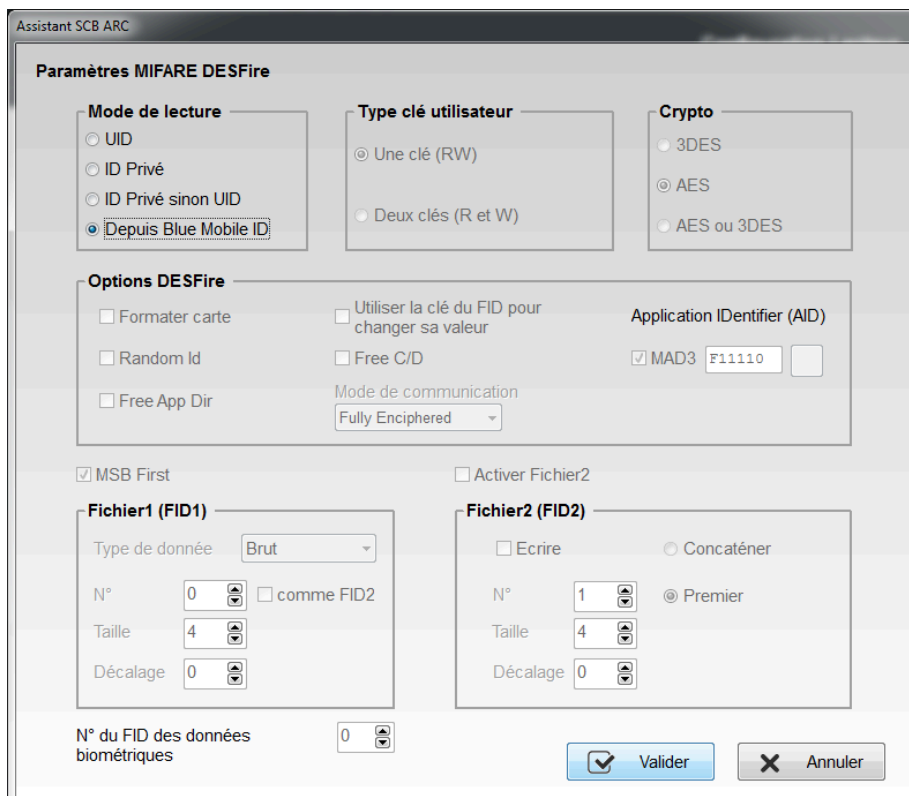 Assistant SCB ARC
Paramètres MIFARE DESFire
Mode de lecture
UID
ID Privé
ID Privé sinon UID
Depuis Blue Mobile ID
Type clé utilisateur
Une clé (RW)
Deux clés (R et W)
Crypto
3DES
AES
AES ou 3DES
Options DESFire
Formater carte
Random Id
Free App Dir
Utiliser la clé du FID pour
changer sa valeur
Free C/D
Mode de communication
Fully Enciphered
Application IDentifier (AID)
MAD3 F11110
MSB First
Activer Fichier2
Fichier1 (FID1)
Type de donnée Brut
N° 0 comme FID2
Taille 4
Décalage 0
Fichier2 (FID2)
Ecrire Concaténer
N° 1 Premier
Taille 4
Décalage 0
N° du FID des données 0
biométriques
Valider
Annuler